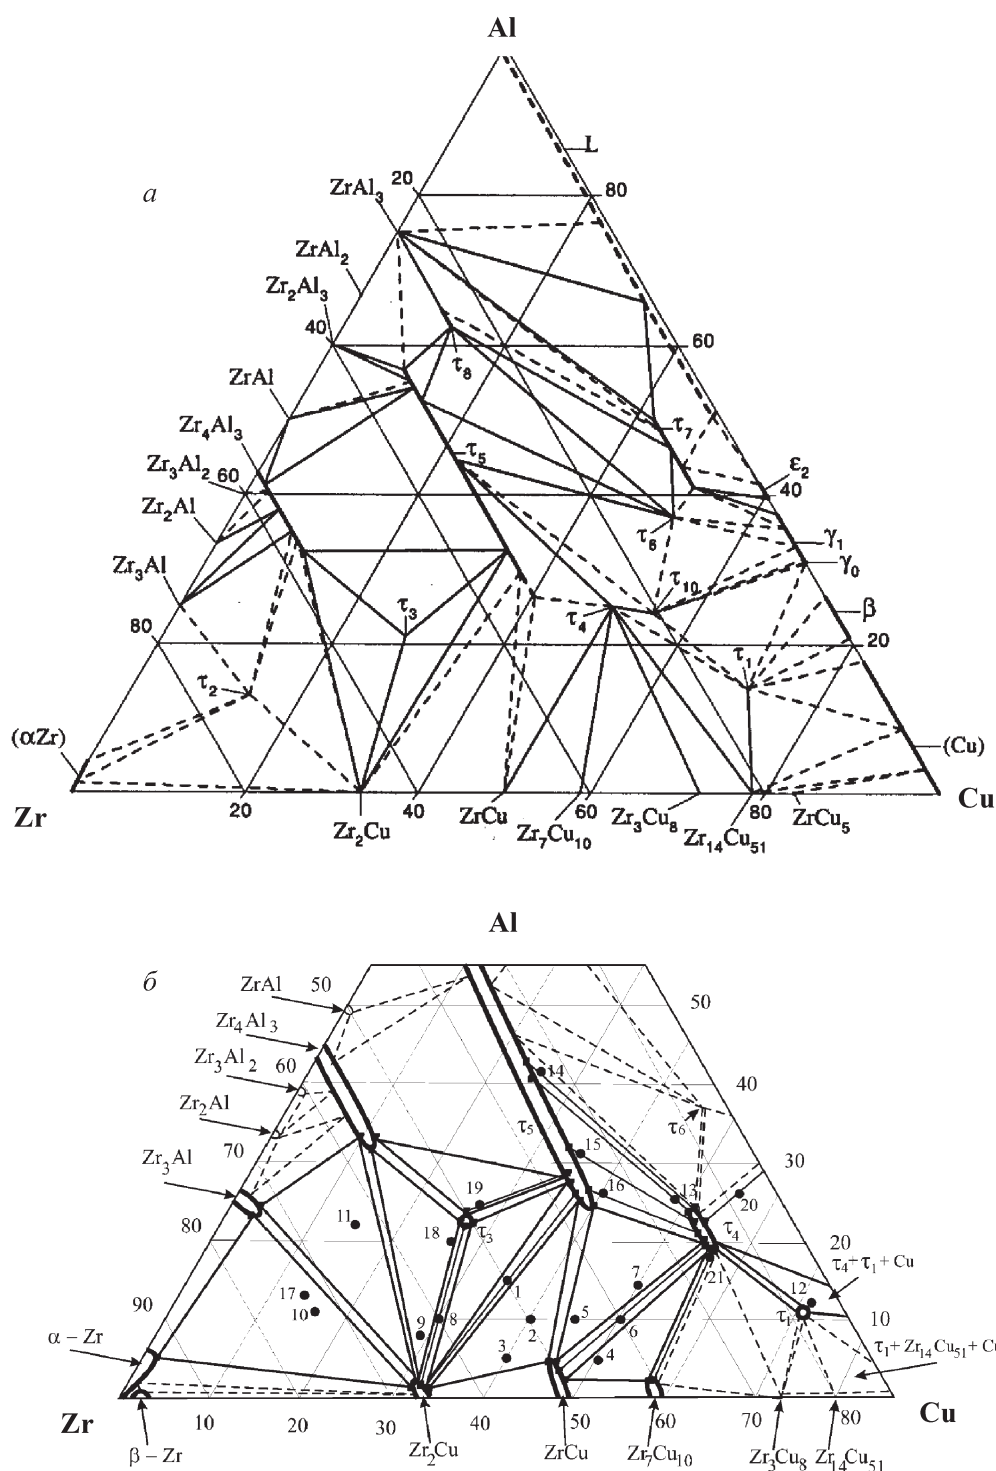 Al
a
L
ZrAl₃
20
80
ZrAl₂
Zr₂Al₃
40
60
τ₈
ZrAl
Zr₄Al₃
τ₇
τ₅
Zr₃Al₂
60
ε₂
40
Zr₂Al
τ₆
γ₁
γ₀
Zr₃Al
τ₁₀
τ₃
τ₄
β
80
20
τ₂
τ₁
(αZr)
(Cu)
Zr
20
40
60
80
Cu
Zr₂Cu
ZrCu
Zr₇Cu₁₀
Zr₃Cu₈
Zr₁₄Cu₅₁
ZrCu₅
Al
б
ZrAl
50
50
Zr₄Al₃
Zr₃Al₂
60
14
40
Zr₂Al
τ₅
τ₆
70
15
30
Zr₃Al
19
16
13
20
80
11
18
τ₃
τ₄
20
21
τ₄+τ₁+Cu
7
17
10
1
12
90
9
8
2
5
6
τ₁
10
α – Zr
3
4
τ₁+Zr₁₄Cu₅₁+Cu
Zr
10
20
30
40
50
60
70
80
Cu
β – Zr
Zr₂Cu
ZrCu
Zr₇Cu₁₀
Zr₃Cu₈
Zr₁₄Cu₅₁